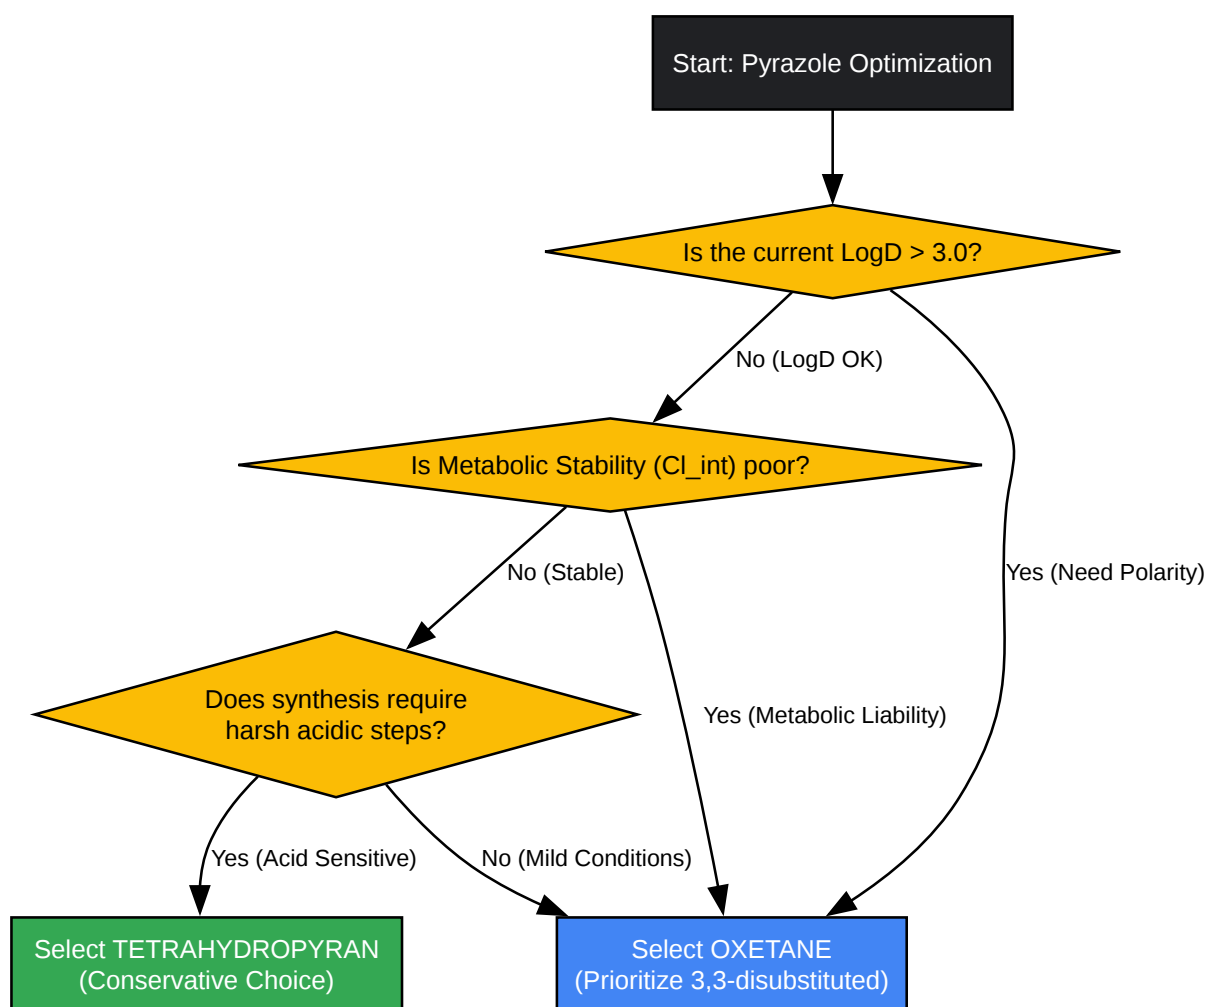 Start: Pyrazole Optimization
Is the current LogD > 3.0?
No (LogD OK)
Is Metabolic Stability (Cl_int) poor?
No (Stable)
Yes (Need Polarity)
Does synthesis require
harsh acidic steps?
Yes (Metabolic Liability)
Yes (Acid Sensitive)
No (Mild Conditions)
Select TETRAHYDROPYRAN
(Conservative Choice)
Select OXETANE
(Prioritize 3,3-disubstituted)